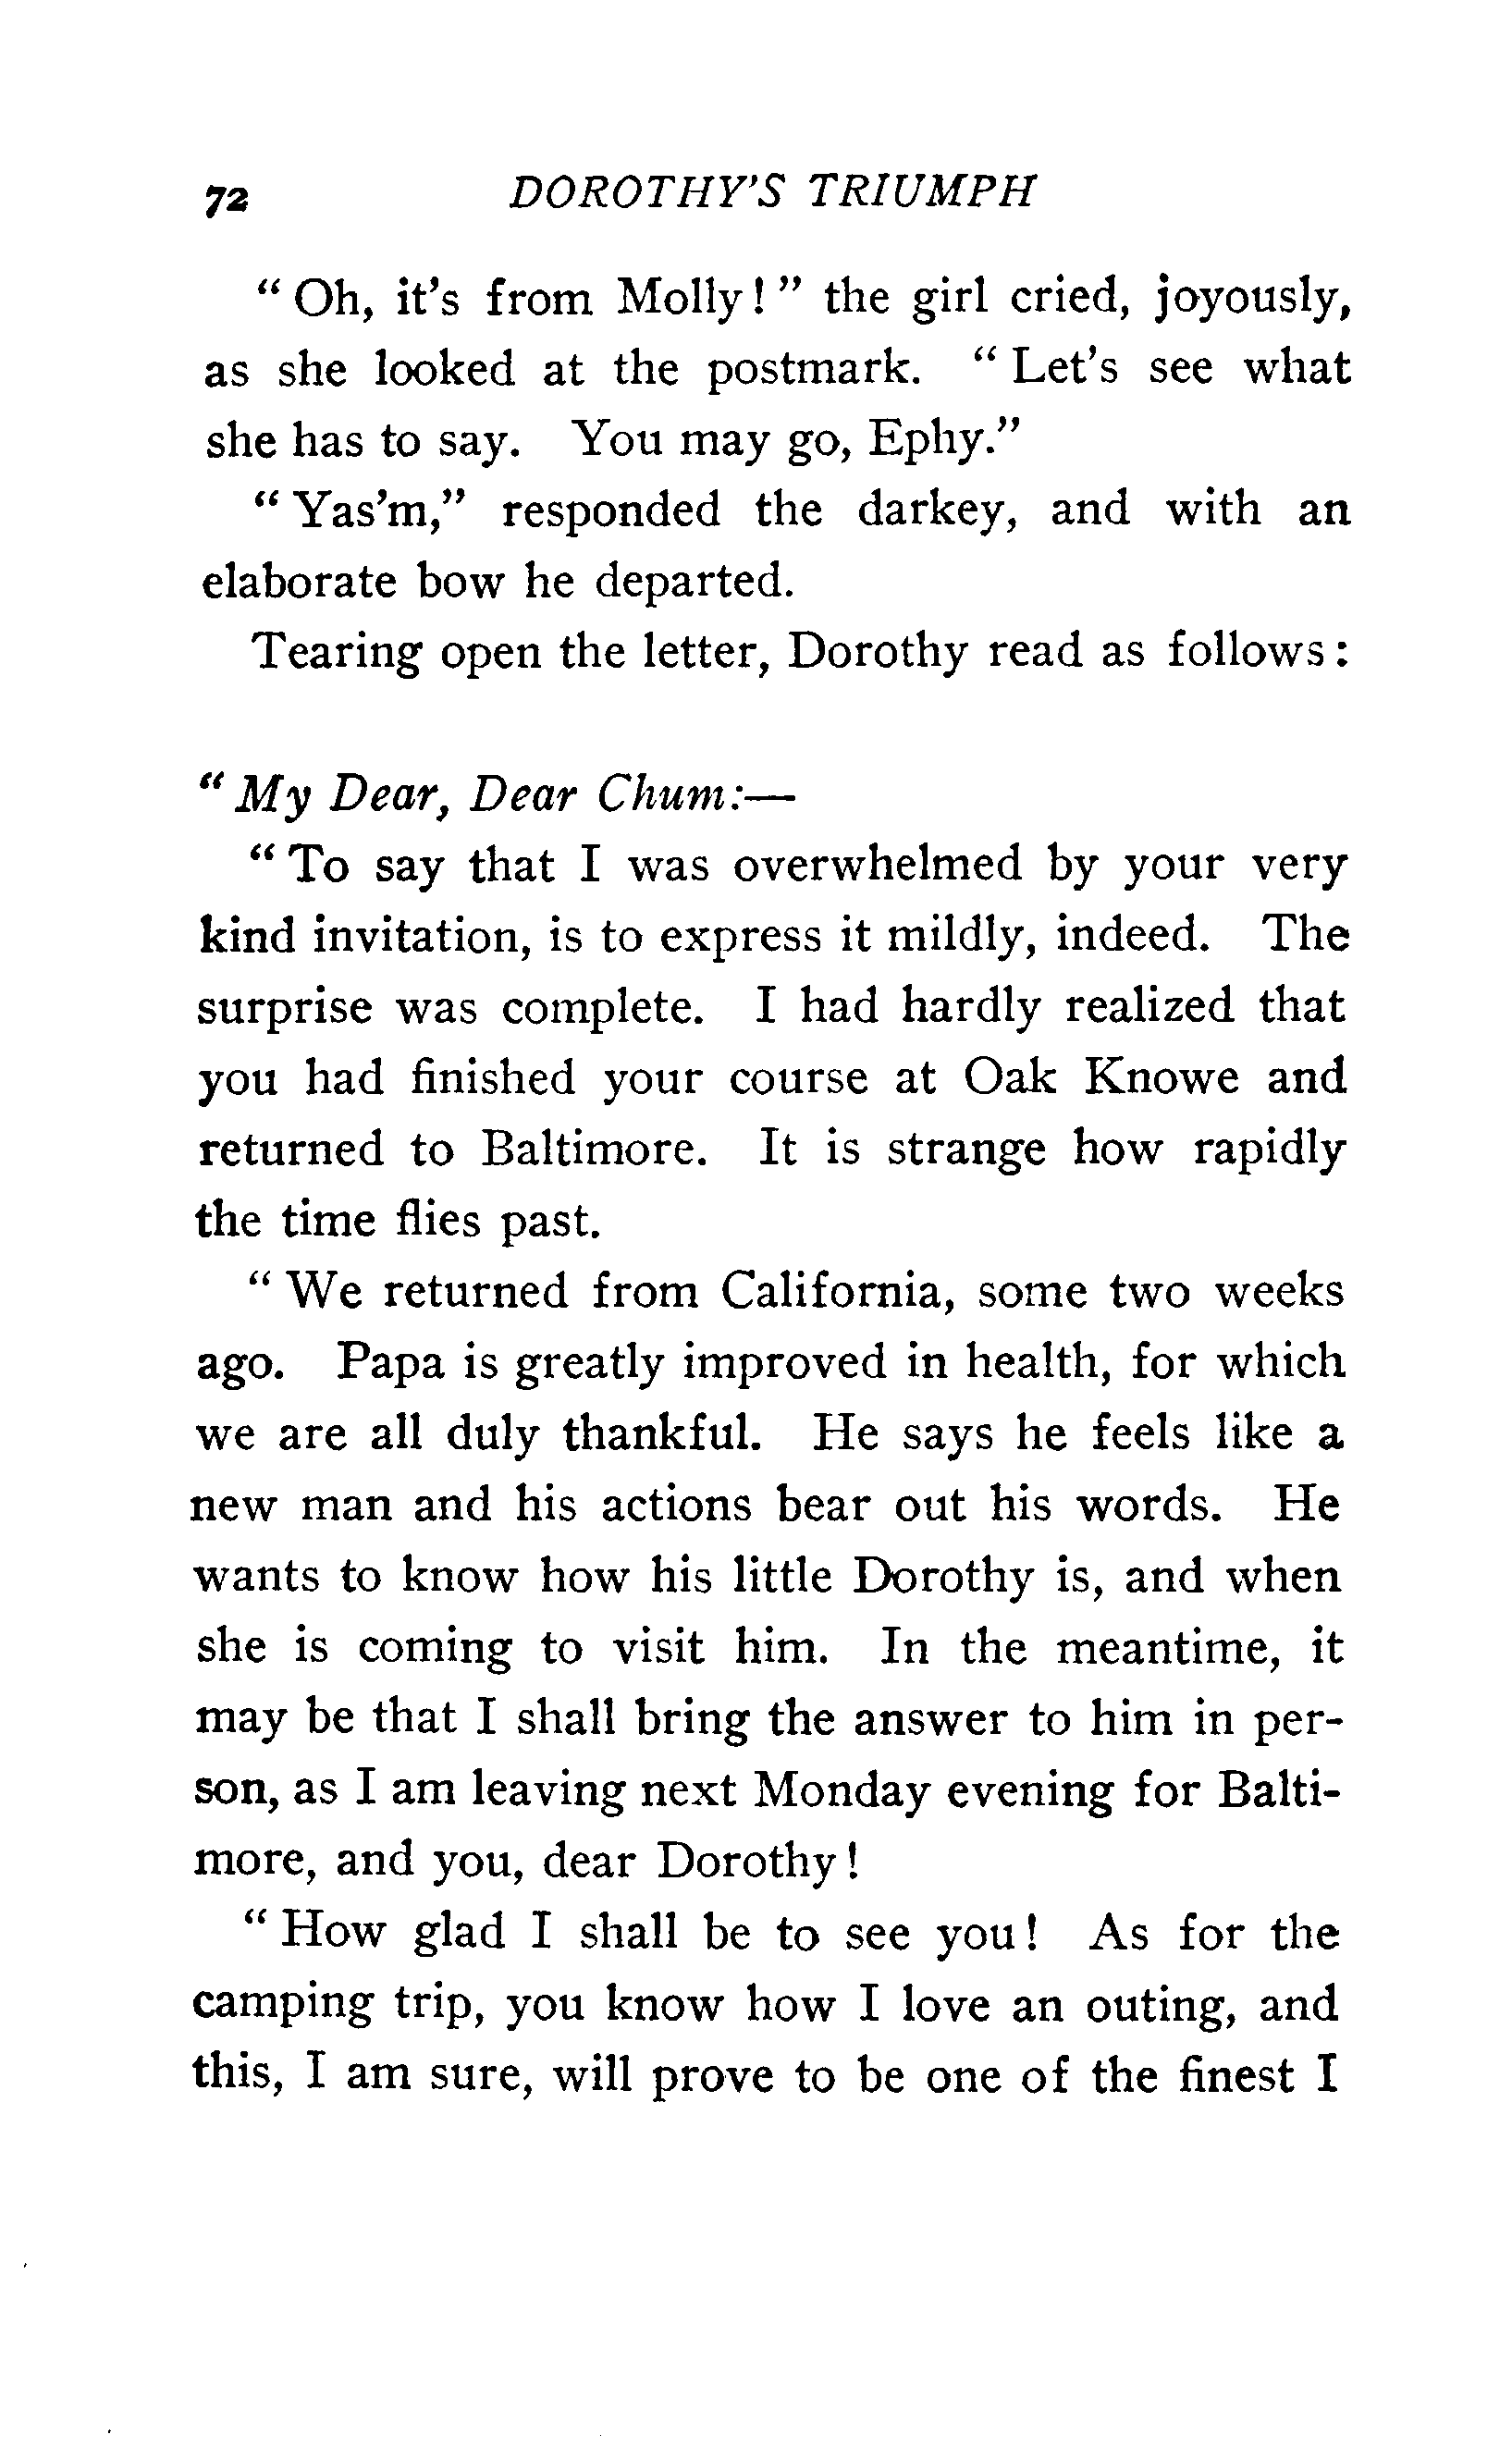 72 DOROTHY'S TRIUMPH
" Oh, it's from Molly! " the girl cried, joyously,
as she looked at the postmark. " Let's see what
she has to say. You may go, Ephy."
" Yas'm," responded the darkey, and with an
elaborate bow he departed.
Tearing open the letter, Dorothy read as follows:
" My Dear, Dear Chum:—
" To say that I was overwhelmed by your very
kind invitation, is to express it mildly, indeed. The
surprise was complete. I had hardly realized that
you had finished your course at Oak Knowe and
returned to Baltimore. It is strange how rapidly
the time flies past.
" We returned from California, some two weeks
ago. Papa is greatly improved in health, for which
we are all duly thankful. He says he feels like a
new man and his actions bear out his words. He
wants to know how his little Dorothy is, and when
she is coming to visit him. In the meantime, it
may be that I shall bring the answer to him in per-
son, as I am leaving next Monday evening for Balti-
more, and you, dear Dorothy!
" How glad I shall be to see you! As for the
camping trip, you know how I love an outing, and
this, I am sure, will prove to be one of the finest I